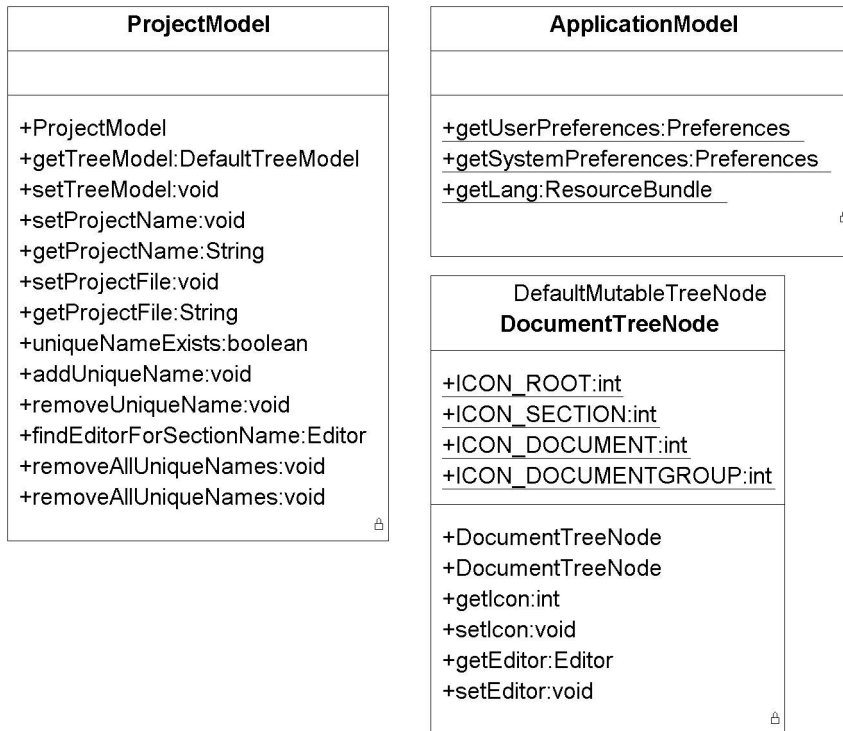 ProjectModel
+ProjectModel
+getTreeModel:DefaultTreeModel
+setTreeModel:void
+setProjectName:void
+getProjectName:String
+setProjectFile:void
+getProjectFile:String
+uniqueNameExists:boolean
+addUniqueName:void
+removeUniqueName:void
+findEditorForSectionName:Editor
+removeAllUniqueNames:void
+removeAllUniqueNames:void
ApplicationModel
+getUserPreferences:Preferences
+getSystemPreferences:Preferences
+getLang:ResourceBundle
DefaultMutableTreeNode
DocumentTreeNode
+ICON_ROOT:int
+ICON_SECTION:int
+ICON_DOCUMENT:int
+ICON_DOCUMENTGROUP:int
+DocumentTreeNode
+DocumentTreeNode
+getIcon:int
+setIcon:void
+getEditor:Editor
+setEditor:void